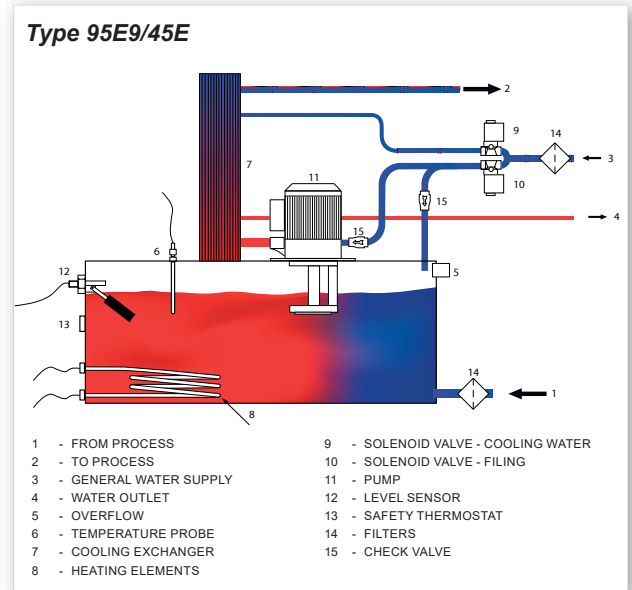 Type 95E9/45E
2
9
14
3
7
11
10
15
15
4
6
12
5
13
14
1
8
1 - FROM PROCESS
2 - TO PROCESS
3 - GENERAL WATER SUPPLY
4 - WATER OUTLET
5 - OVERFLOW
6 - TEMPERATURE PROBE
7 - COOLING EXCHANGER
8 - HEATING ELEMENTS
9 - SOLENOID VALVE - COOLING WATER
10 - SOLENOID VALVE - FILING
11 - PUMP
12 - LEVEL SENSOR
13 - SAFETY THERMOSTAT
14 - FILTERS
15 - CHECK VALVE